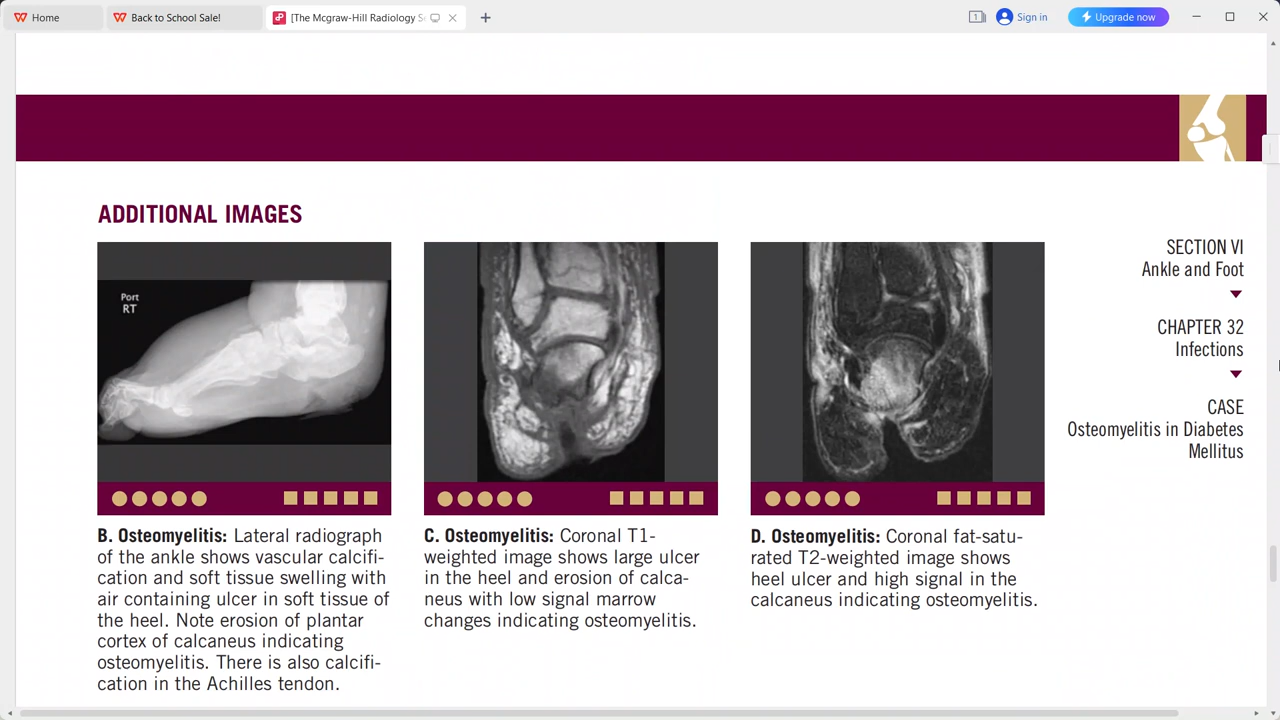 Home
Back to School Sale!
[The Mcgraw-Hill Radiology S
1
Sign in
Upgrade now
ADDITIONAL IMAGES
Port
RT
B. Osteomyelitis: Lateral radiograph
of the ankle shows vascular calcifi-
cation and soft tissue swelling with
air containing ulcer in soft tissue of
the heel. Note erosion of plantar
cortex of calcaneus indicating
osteomyelitis. There is also calcifi-
cation in the Achilles tendon.
C. Osteomyelitis: Coronal T1-
weighted image shows large ulcer
in the heel and erosion of calca-
neus with low signal marrow
changes indicating osteomyelitis.
D. Osteomyelitis: Coronal fat-satu-
rated T2-weighted image shows
heel ulcer and high signal in the
calcaneus indicating osteomyelitis.
SECTION VI
Ankle and Foot
CHAPTER 32
Infections
CASE
Osteomyelitis in Diabetes
Mellitus